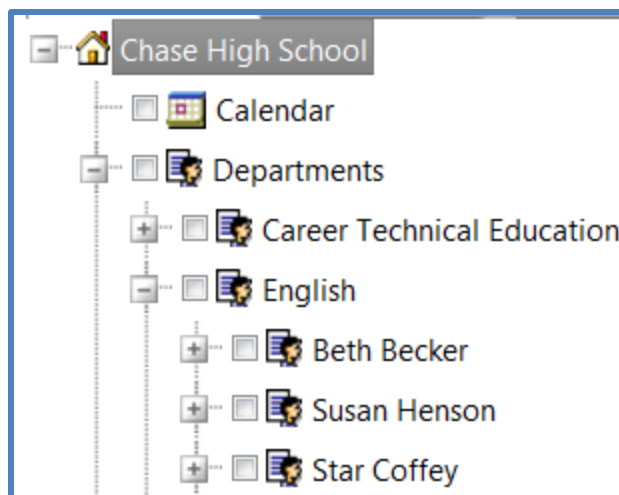 Chase High School
Calendar
Departments
Career Technical Education
English
Beth Becker
Susan Henson
Star Coffey